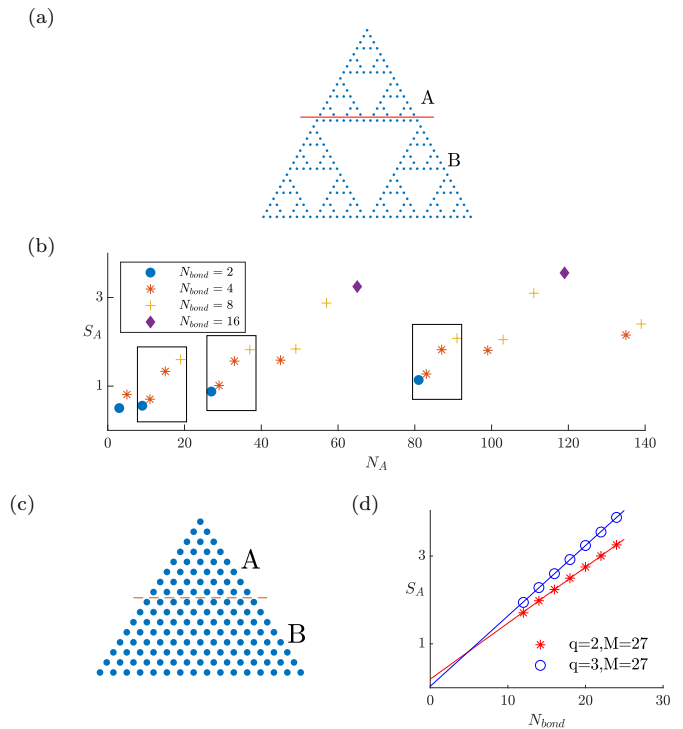 (a)
A
B
(b)
N_bond = 2
N_bond = 4
N_bond = 8
N_bond = 16
3
S_A
1
0 20 40 60 80 100 120 140
N_A
(c)
(d)
A
B
3
S_A
1
q=2,M=27
q=3,M=27
0 10 20 30
N_bond